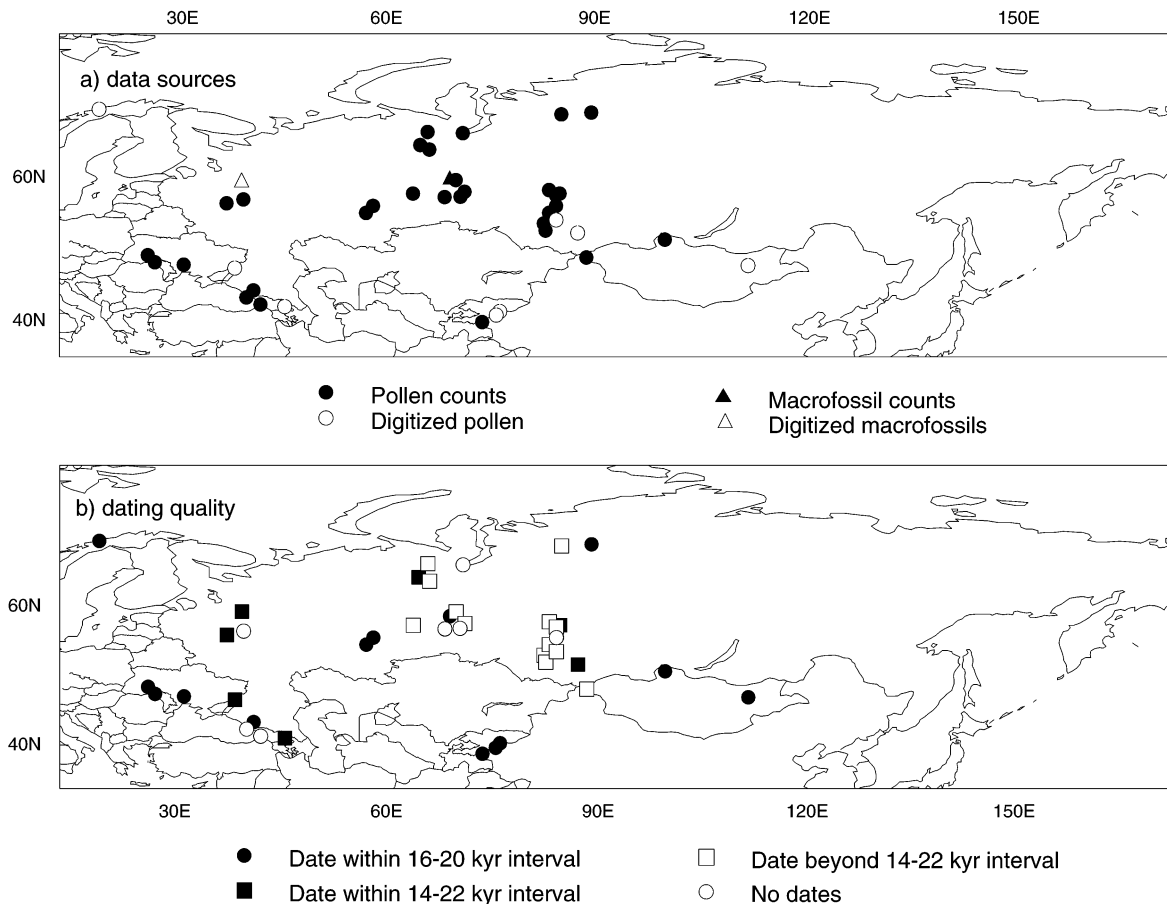 30E 60E 90E 120E 150E
a) data sources
60N
40N
Pollen counts Macrofossil counts
Digitized pollen Digitized macrofossils
b) dating quality
60N
40N
30E 60E 90E 120E 150E
Date within 16-20 kyr interval Date beyond 14-22 kyr interval
Date within 14-22 kyr interval No dates